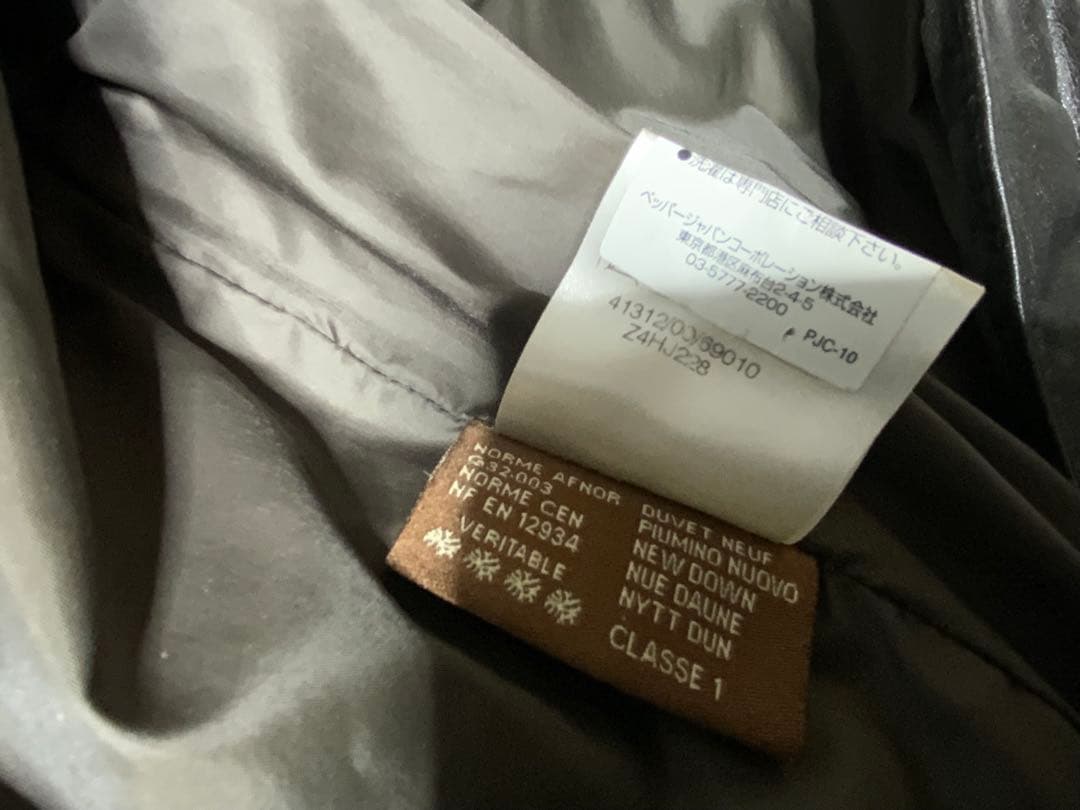 ●洗濯は専門店にご相談下さい。
ペッパージャパンコーポレーション株式会社
東京都港区麻布台2-4-5
03-5777-2200
PJC-10
41312/00/69010
Z4HJ228
NORME AFNOR
G32-003
NORME CEN
NF EN 12934
VERITABLE
DUVET NEUF
PIUMINO NUOVO
NEW DOWN
NUE DAUNE
NYTT DUN
CLASSE 1